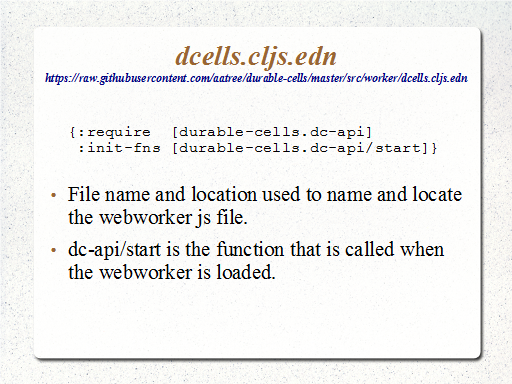 dcells.cljs.edn
https://raw.githubusercontent.com/aatree/durable-cells/master/src/worker/dcells.cljs.edn
{:require  [durable-cells.dc-api]
 :init-fns [durable-cells.dc-api/start]}
• File name and location used to name and locate
the webworker js file.
• dc-api/start is the function that is called when
the webworker is loaded.